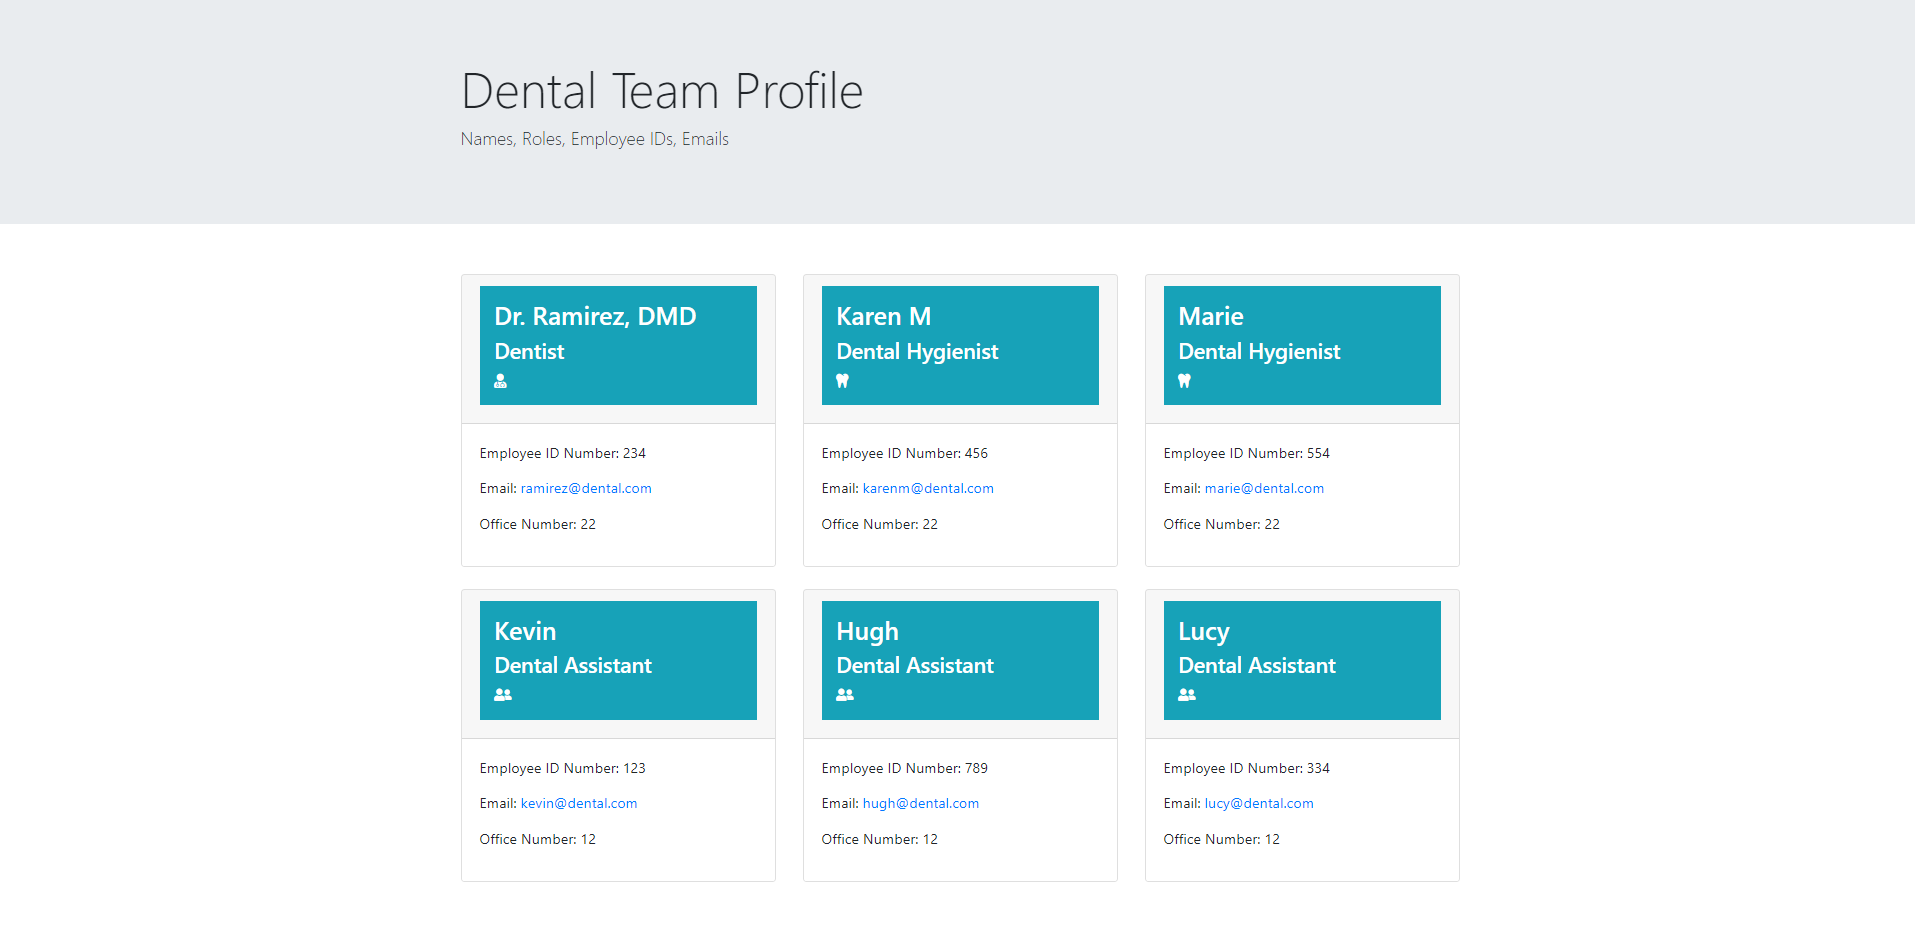 Dental Team Profile
Names, Roles, Employee IDs, Emails
Dr. Ramirez, DMD
Dentist
Employee ID Number: 234
Email: ramirez@dental.com
Office Number: 22
Karen M
Dental Hygienist
Employee ID Number: 456
Email: karenm@dental.com
Office Number: 22
Marie
Dental Hygienist
Employee ID Number: 554
Email: marie@dental.com
Office Number: 22
Kevin
Dental Assistant
Employee ID Number: 123
Email: kevin@dental.com
Office Number: 12
Hugh
Dental Assistant
Employee ID Number: 789
Email: hugh@dental.com
Office Number: 12
Lucy
Dental Assistant
Employee ID Number: 334
Email: lucy@dental.com
Office Number: 12